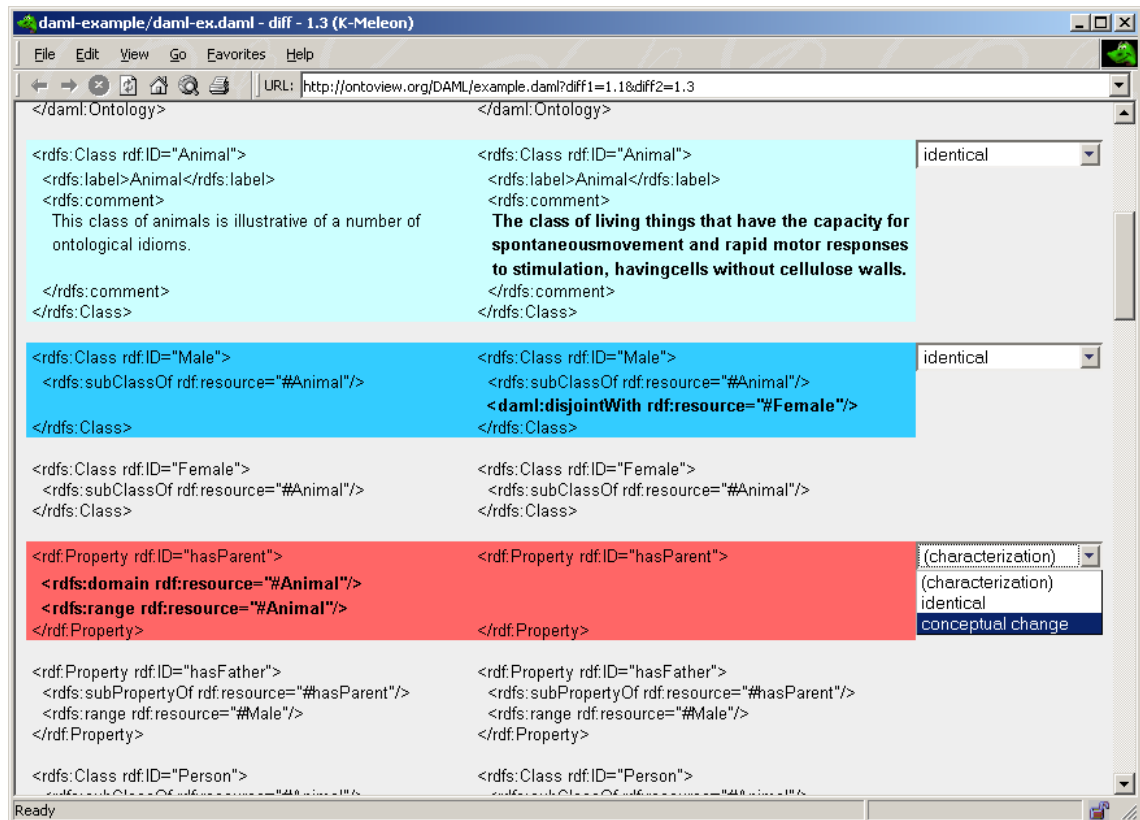 daml-example/daml-ex.daml - diff - 1.3 (K-Meleon)
File Edit View Go Favorites Help
URL: http://ontoview.org/DAML/example.daml?diff1=1.1&diff2=1.3
</daml:Ontology> </daml:Ontology>
<rdfs:Class rdf:ID="Animal"> <rdfs:Class rdf:ID="Animal"> identical
<rdfs:label>Animal</rdfs:label> <rdfs:label>Animal</rdfs:label>
<rdfs:comment> <rdfs:comment>
This class of animals is illustrative of a number of The class of living things that have the capacity for
ontological idioms. spontaneousmovement and rapid motor responses
to stimulation, havingcells without cellulose walls.
</rdfs:comment> </rdfs:comment>
</rdfs:Class> </rdfs:Class>
<rdfs:Class rdf:ID="Male"> <rdfs:Class rdf:ID="Male"> identical
<rdfs:subClassOf rdf:resource="#Animal"/> <rdfs:subClassOf rdf:resource="#Animal"/>
<daml:disjointWith rdf:resource="#Female"/>
</rdfs:Class> </rdfs:Class>
<rdfs:Class rdf:ID="Female"> <rdfs:Class rdf:ID="Female">
<rdfs:subClassOf rdf:resource="#Animal"/> <rdfs:subClassOf rdf:resource="#Animal"/>
</rdfs:Class> </rdfs:Class>
<rdf:Property rdf:ID="hasParent"> <rdf:Property rdf:ID="hasParent"> (characterization)
<rdfs:domain rdf:resource="#Animal"/> (characterization)
<rdfs:range rdf:resource="#Animal"/> identical
</rdf:Property> </rdf:Property> conceptual change
<rdf:Property rdf:ID="hasFather"> <rdf:Property rdf:ID="hasFather">
<rdfs:subPropertyOf rdf:resource="#hasParent"/> <rdfs:subPropertyOf rdf:resource="#hasParent"/>
<rdfs:range rdf:resource="#Male"/> <rdfs:range rdf:resource="#Male"/>
</rdf:Property> </rdf:Property>
<rdfs:Class rdf:ID="Person"> <rdfs:Class rdf:ID="Person">
Ready